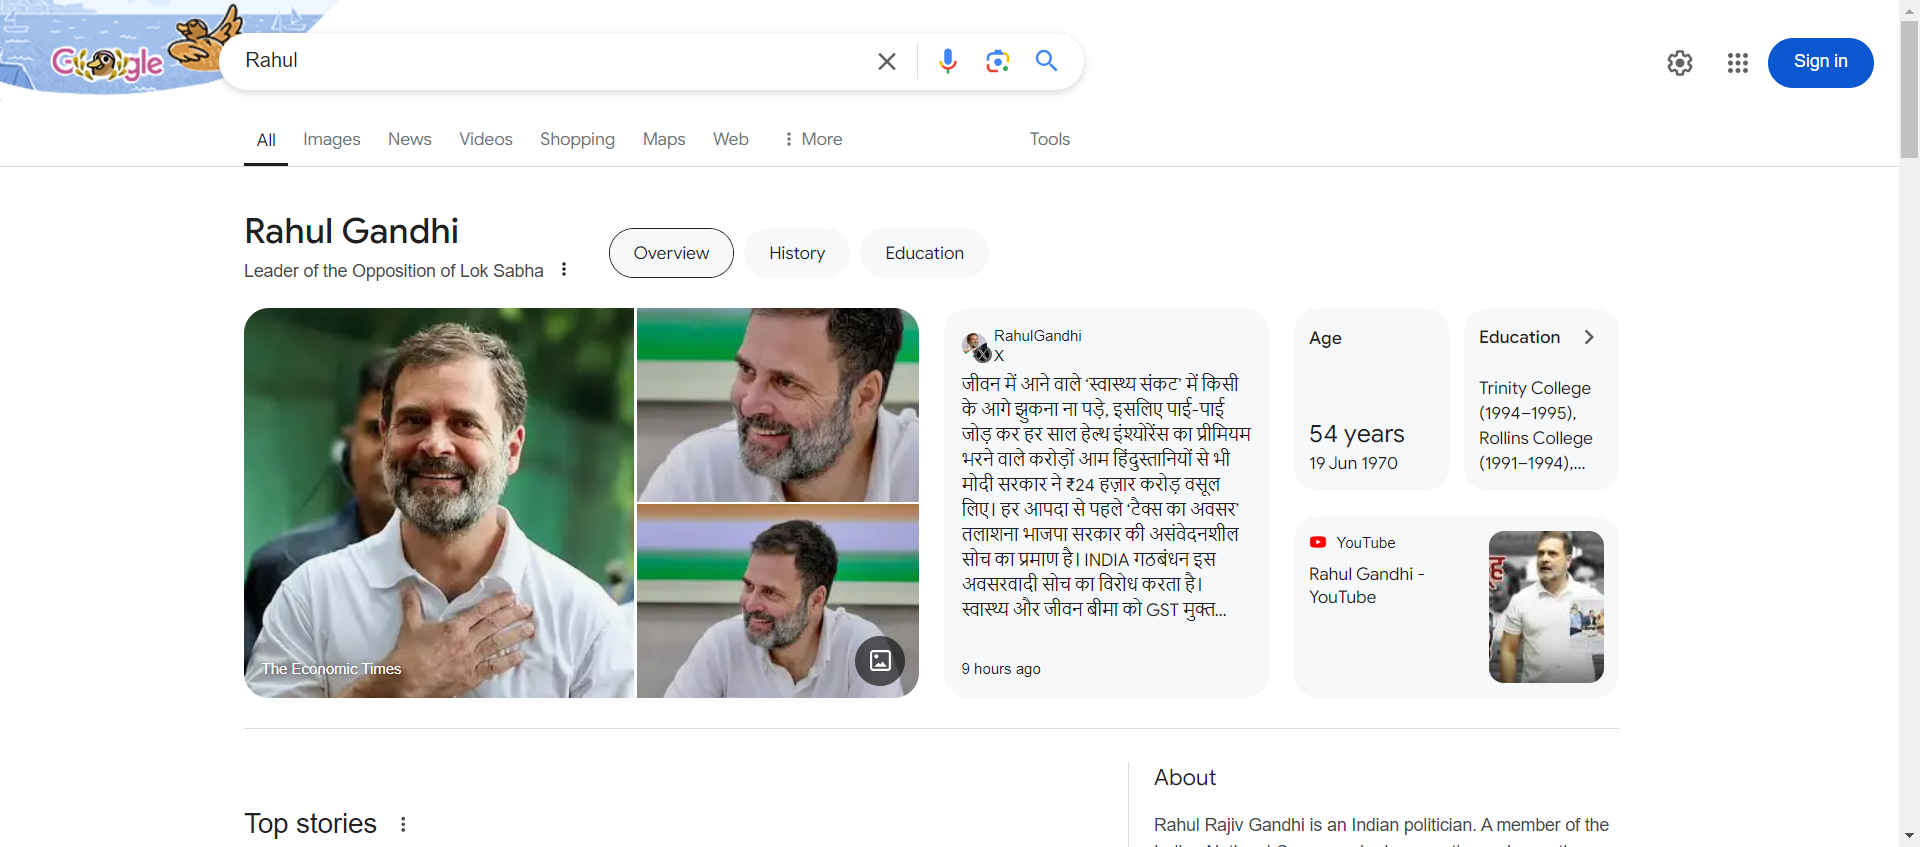 Google
Rahul
Sign in
All
Images
News
Videos
Shopping
Maps
Web
More
Tools
Rahul Gandhi
Leader of the Opposition of Lok Sabha
Overview
History
Education
The Economic Times
RahulGandhi
X
जीवन में आने वाले ‘स्वास्थ्य संकट’ में किसी
के आगे झुकना ना पड़े, इसलिए पाई-पाई
जोड़ कर हर साल हेल्थ इंश्योरेंस का प्रीमियम
भरने वाले करोड़ों आम हिंदुस्तानियों से भी
मोदी सरकार ने ₹24 हज़ार करोड़ वसूल
लिए। हर आपदा से पहले ‘टैक्स का अवसर’
तलाशना भाजपा सरकार की असंवेदनशील
सोच का प्रमाण है। INDIA गठबंधन इस
अवसरवादी सोच का विरोध करता है।
स्वास्थ्य और जीवन बीमा को GST मुक्त...
9 hours ago
Age
54 years
19 Jun 1970
Education
Trinity College
(1994–1995),
Rollins College
(1991–1994),...
YouTube
Rahul Gandhi -
YouTube
Top stories
About
Rahul Rajiv Gandhi is an Indian politician. A member of the